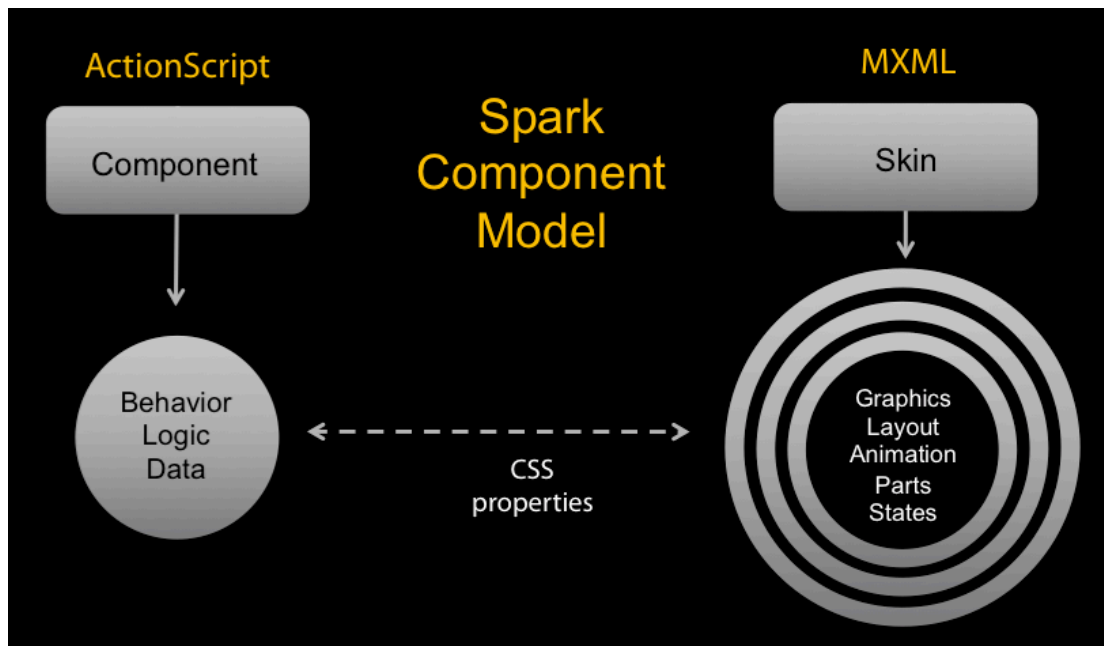 ActionScript
Component
Behavior
Logic
Data
Spark
Component
Model
CSS
properties
MXML
Skin
Graphics
Layout
Animation
Parts
States